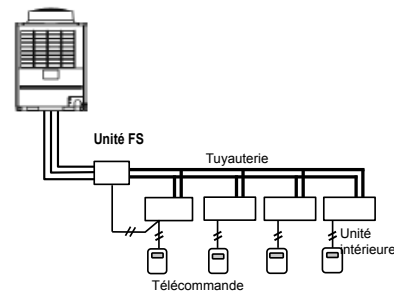 Unité FS
Tuyauterie
Unité
intérieure
Télécommande